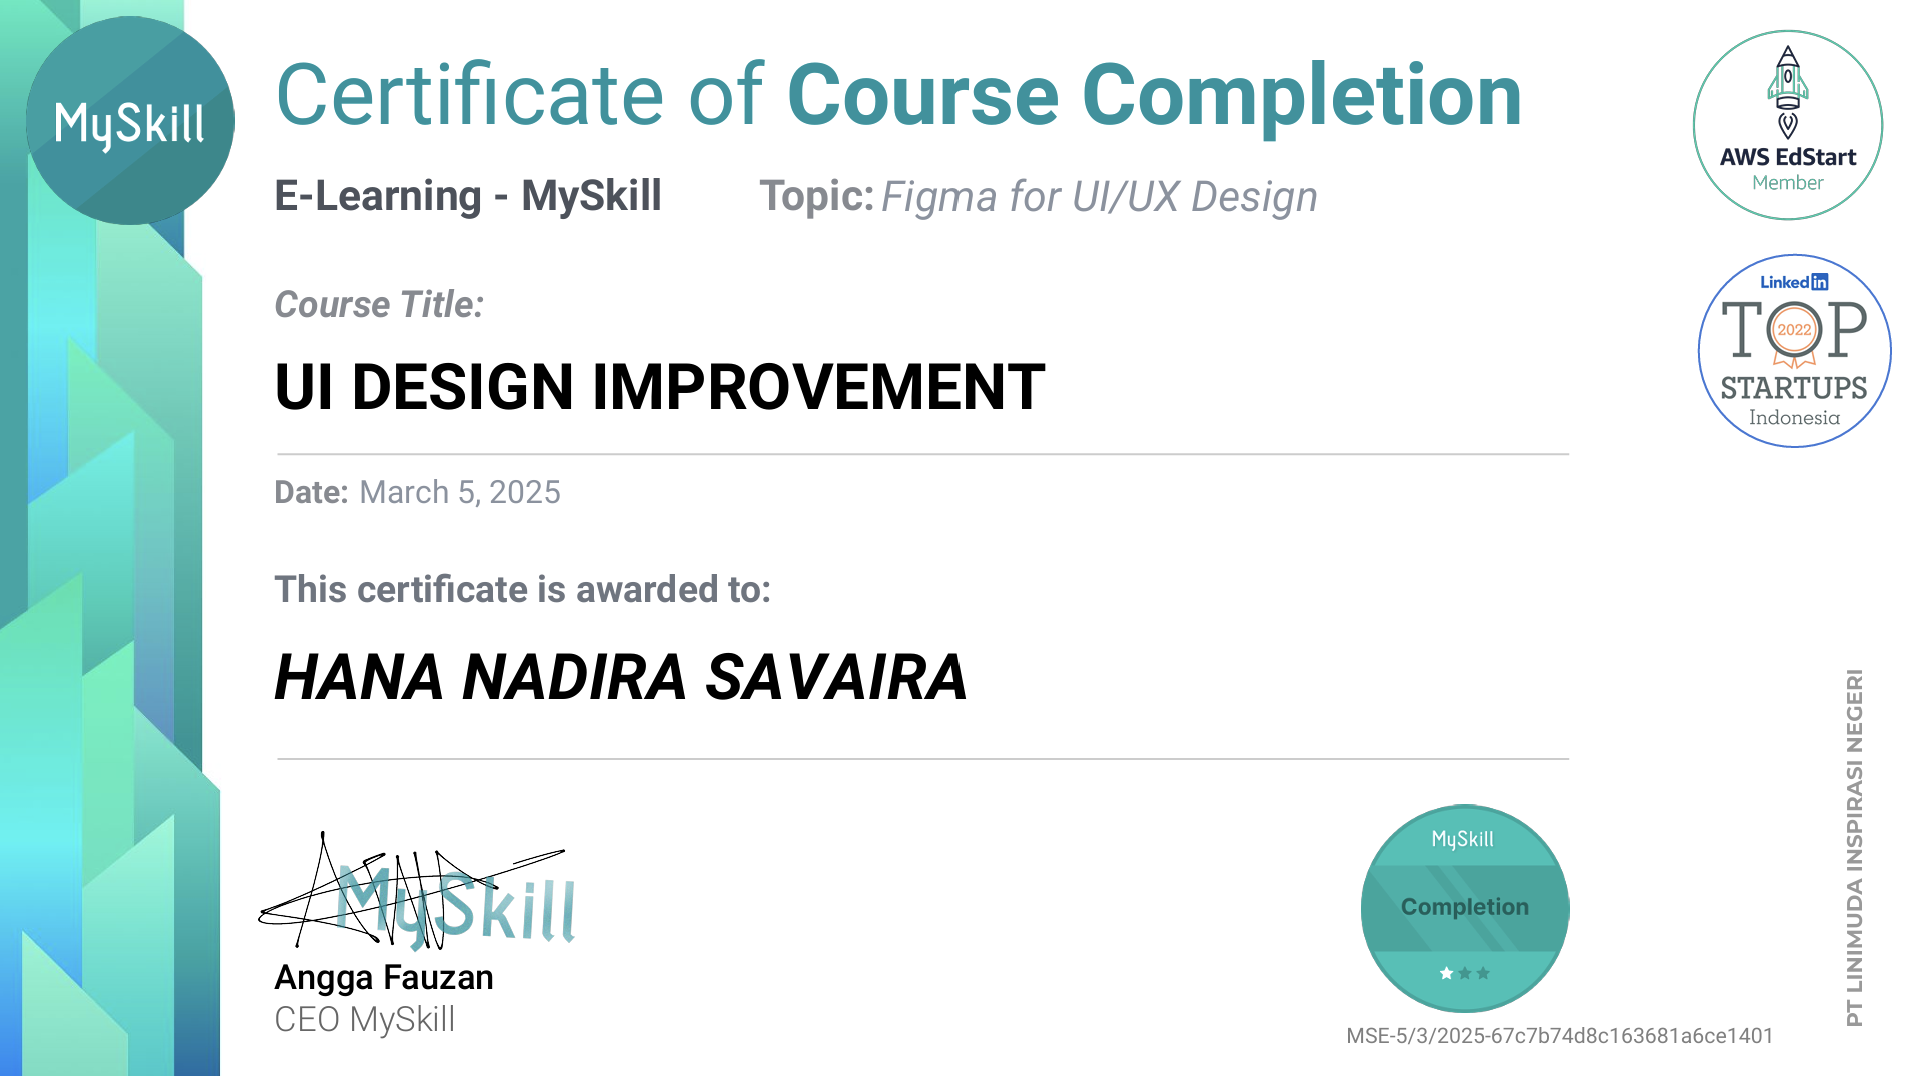 MySkill
Certificate of Course Completion
E-Learning - MySkill
Topic: Figma for UI/UX Design
AWS EdStart
Member
Course Title:
UI DESIGN IMPROVEMENT
LinkedIn
TOP
2022
STARTUPS
Indonesia
Date: March 5, 2025
This certificate is awarded to:
HANA NADIRA SAVAIRA
MySkill
Angga Fauzan
CEO MySkill
MySkill
Completion
MSE-5/3/2025-67c7b74d8c163681a6ce1401
PT LINIMUDA INSPIRASI NEGERI